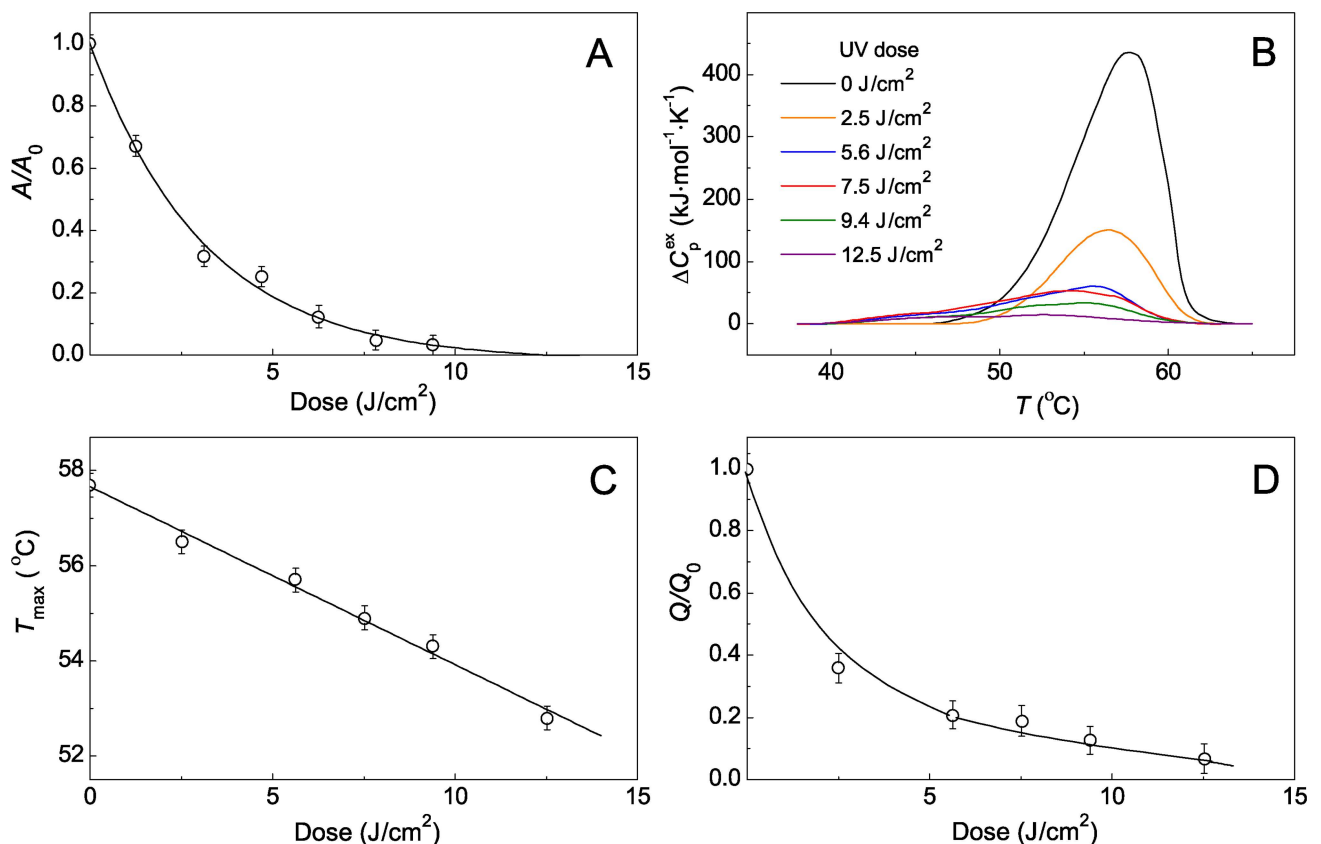 A
A/A₀
1.0
0.8
0.6
0.4
0.2
0.0
0
5
10
15
Dose (J/cm²)
B
ΔCₚᵉˣ (kJ·mol⁻¹·K⁻¹)
400
300
200
100
0
UV dose
0 J/cm²
2.5 J/cm²
5.6 J/cm²
7.5 J/cm²
9.4 J/cm²
12.5 J/cm²
40
50
60
T (°C)
C
T_max (°C)
58
56
54
52
0
5
10
15
Dose (J/cm²)
D
Q/Q₀
1.0
0.8
0.6
0.4
0.2
0.0
5
10
15
Dose (J/cm²)